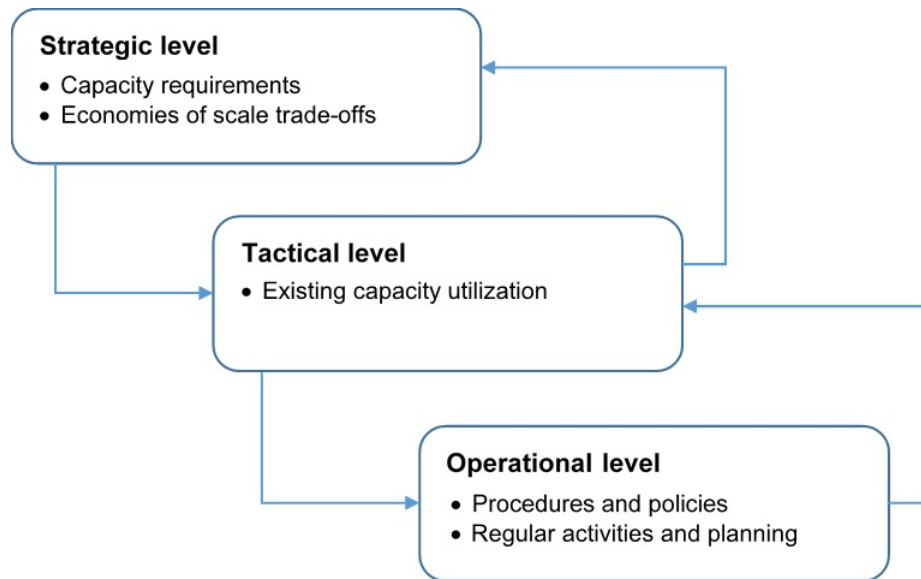 Strategic level
• Capacity requirements
• Economies of scale trade-offs
Tactical level
• Existing capacity utilization
Operational level
• Procedures and policies
• Regular activities and planning